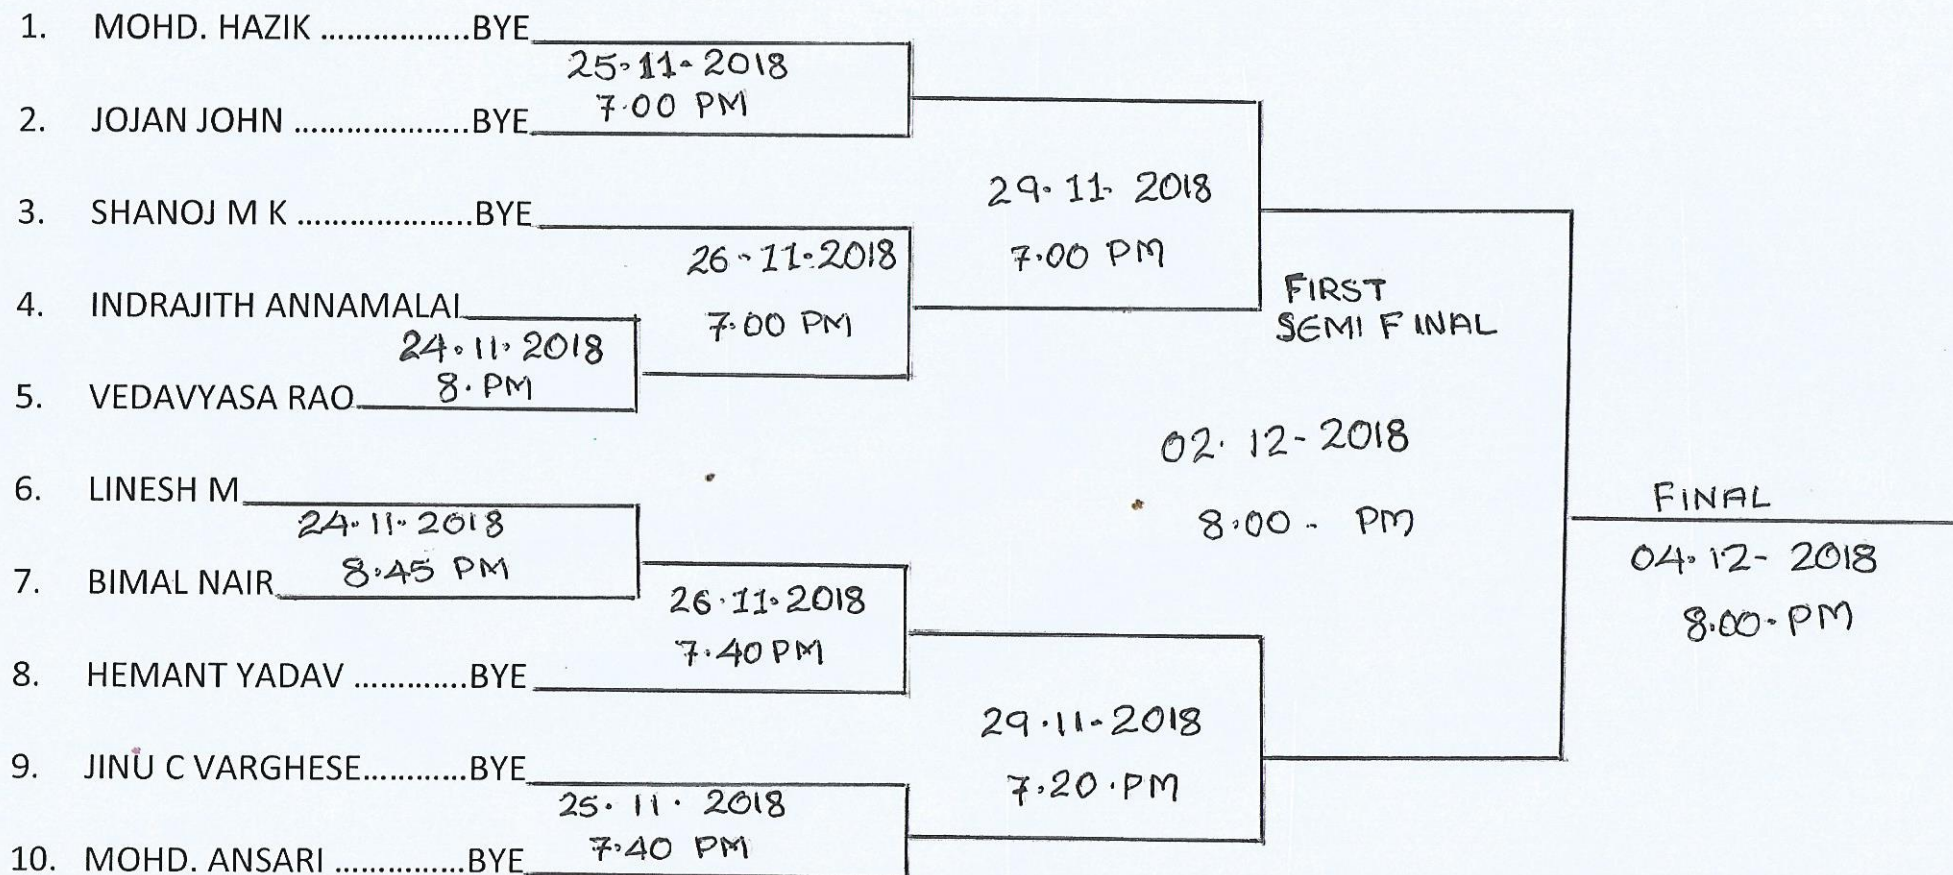 1. MOHD. HAZIK .................BYE
25.11.2018
7.00 PM
2. JOJAN JOHN ....................BYE
29.11.2018
3. SHANOJ M K ....................BYE
26.11.2018
7.00 PM
FIRST
SEMI FINAL
4. INDRAJITH ANNAMALAI
7.00 PM
24.11.2018
8. PM
5. VEDAVYASA RAO
02.12-2018
6. LINESH M
FINAL
24.11.2018
8.00 - PM
8.45 PM
04.12-2018
7. BIMAL NAIR
26.11.2018
8.00-PM
7.40 PM
8. HEMANT YADAV .............BYE
29.11-2018
9. JINU C VARGHESE............BYE
7.20.PM
25.11.2018
7.40 PM
10. MOHD. ANSARI ...............BYE